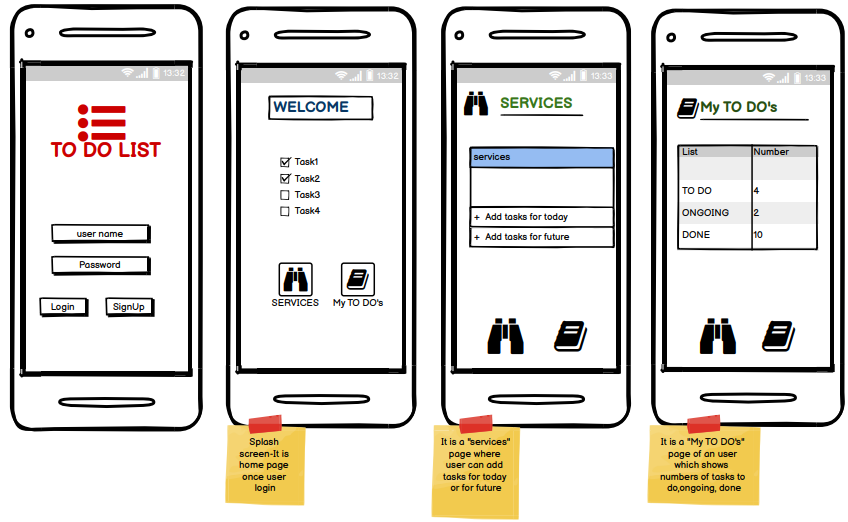 13:32
TO DO LIST
user name
Password
Login
SignUp
13:32
WELCOME
Task1
Task2
Task3
Task4
SERVICES
My TO DO's
Splash
screen-It is
home page
once user
login
13:33
SERVICES
services
+ Add tasks for today
+ Add tasks for future
It is a "services"
page where
user can add
tasks for today
or for future
13:33
My TO DO's
List Number
TO DO 4
ONGOING 2
DONE 10
It is a "My TO DO's"
page of an user
which shows
numbers of tasks to
do,ongoing, done